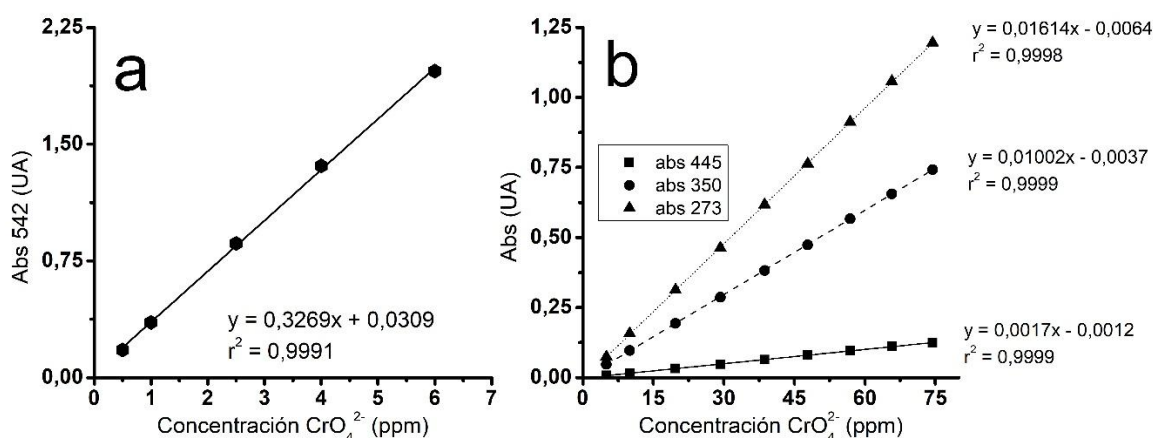 a
2,25
1,50
0,75
0,00
Abs 542 (UA)
0 1 2 3 4 5 6 7
Concentración CrO₄²⁻ (ppm)
y = 0,3269x + 0,0309
r² = 0,9991
b
1,25
1,00
0,75
0,50
0,25
0,00
Abs (UA)
0 15 30 45 60 75
Concentración CrO₄²⁻ (ppm)
abs 445
abs 350
abs 273
y = 0,01614x - 0,0064
r² = 0,9998
y = 0,01002x - 0,0037
r² = 0,9999
y = 0,0017x - 0,0012
r² = 0,9999